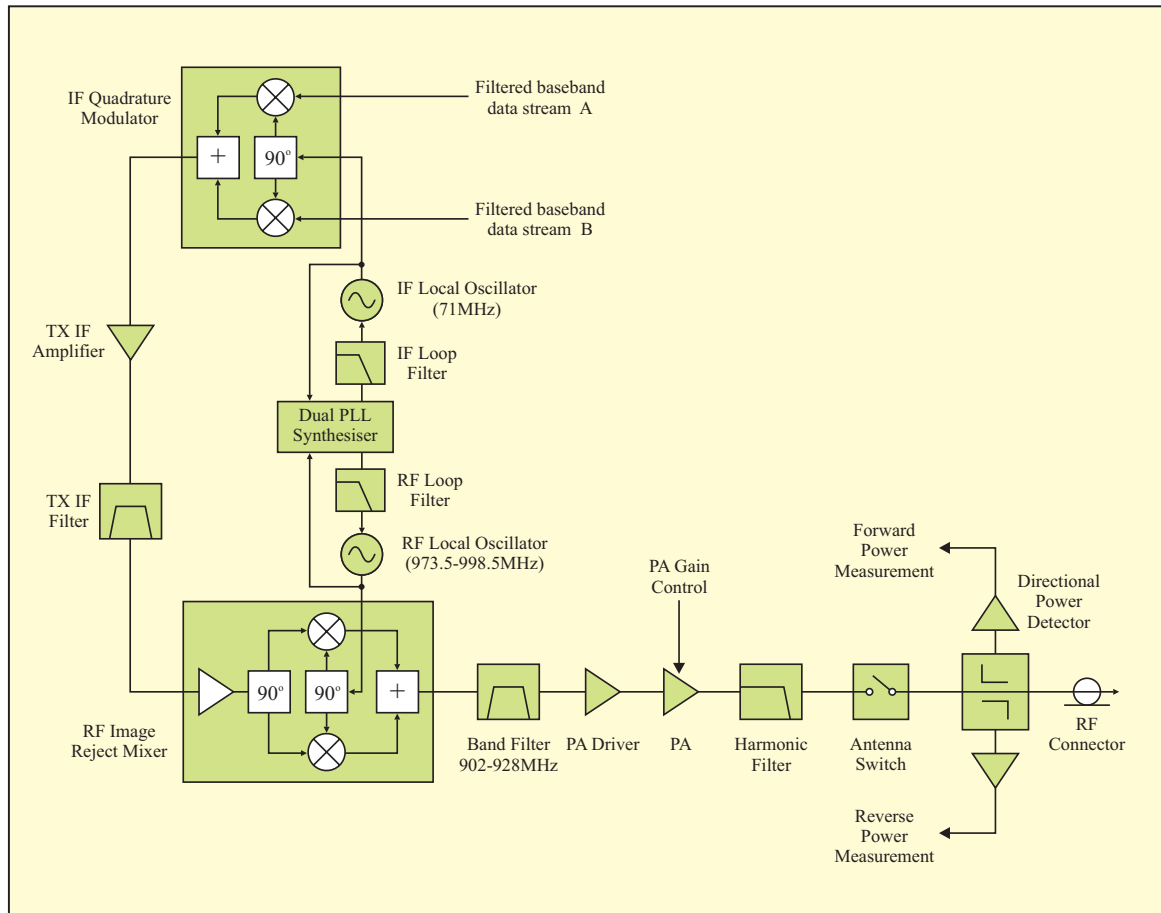 IF Quadrature
Modulator
Filtered baseband
data stream A
+
90°
Filtered baseband
data stream B
IF Local Oscillator
(71MHz)
TX IF
Amplifier
IF Loop
Filter
Dual PLL
Synthesiser
TX IF
Filter
RF Loop
Filter
RF Local Oscillator
(973.5-998.5MHz)
PA Gain
Control
Forward
Power
Measurement
Directional
Power
Detector
90°
90°
+
RF Image
Reject Mixer
Band Filter
902-928MHz
PA Driver
PA
Harmonic
Filter
Antenna
Switch
RF
Connector
Reverse
Power
Measurement